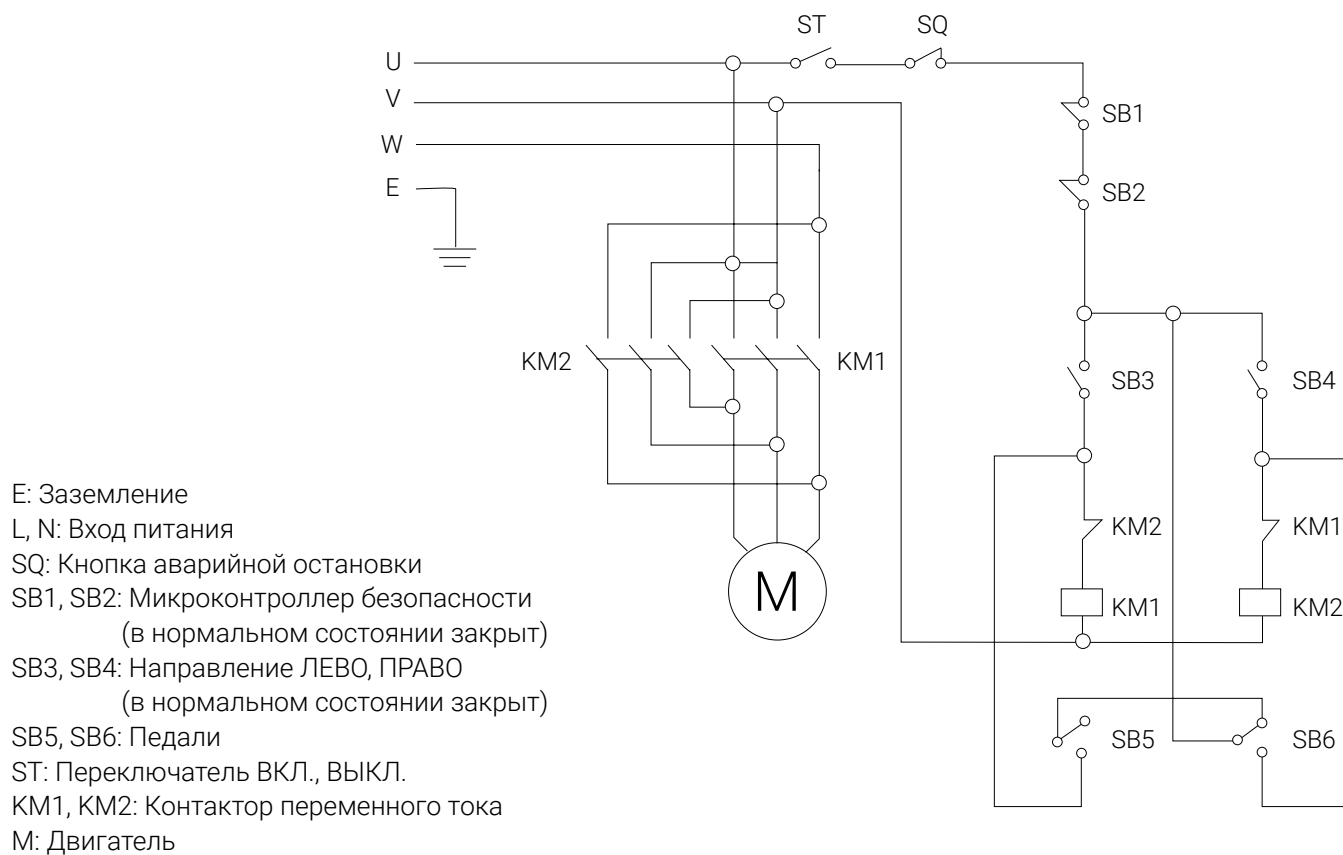 ST
SQ
U
V
W
E
SB1
SB2
KM2
KM1
SB3
SB4
KM2
KM1
KM1
KM2
SB5
SB6
M
E: Заземление
L, N: Вход питания
SQ: Кнопка аварийной остановки
SB1, SB2: Микроконтроллер безопасности
(в нормальном состоянии закрыт)
SB3, SB4: Направление ЛЕВО, ПРАВО
(в нормальном состоянии закрыт)
SB5, SB6: Педали
ST: Переключатель ВКЛ., ВЫКЛ.
KM1, KM2: Контактор переменного тока
M: Двигатель